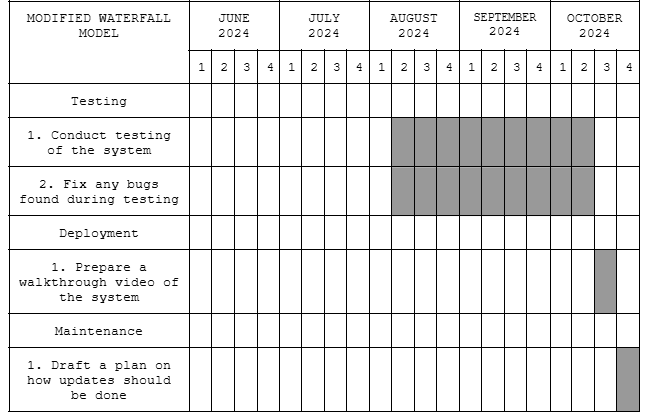 MODIFIED WATERFALL
MODEL
JUNE
2024
JULY
2024
AUGUST
2024
SEPTEMBER
2024
OCTOBER
2024
1 2 3 4 1 2 3 4 1 2 3 4 1 2 3 4 1 2 3 4
Testing
1. Conduct testing
of the system
2. Fix any bugs
found during testing
Deployment
1. Prepare a
walkthrough video of
the system
Maintenance
1. Draft a plan on
how updates should
be done